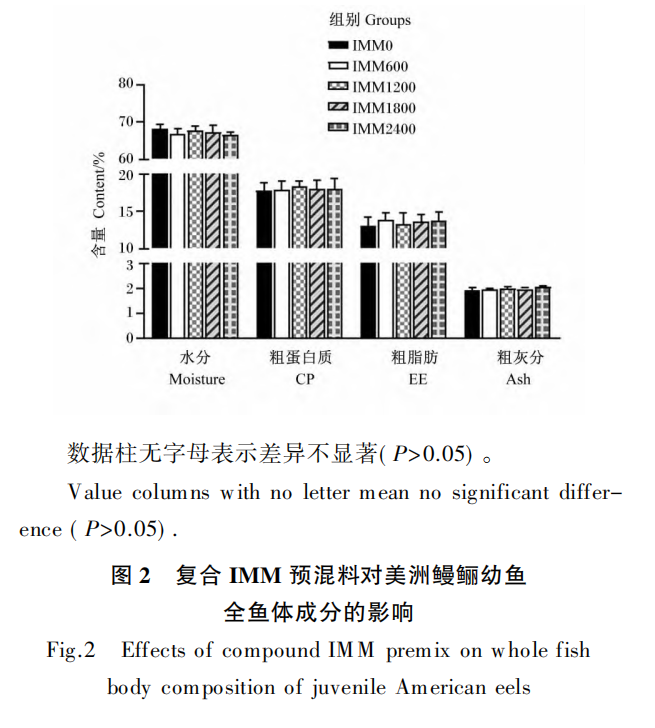 组别 Groups
IMM0
IMM600
IMM1200
IMM1800
IMM2400
含量 Content/%
80
70
60
20
15
10
3
2
1
0
水分 粗蛋白质 粗脂肪 粗灰分
Moisture CP EE Ash
数据柱无字母表示差异不显著( P>0.05) 。
Value columns with no letter mean no significant differ-
ence ( P>0.05) .
图 2 复合 IMM 预混料对美洲鳗鲡幼鱼
全鱼体成分的影响
Fig.2 Effects of compound IMM premix on whole fish
body composition of juvenile American eels